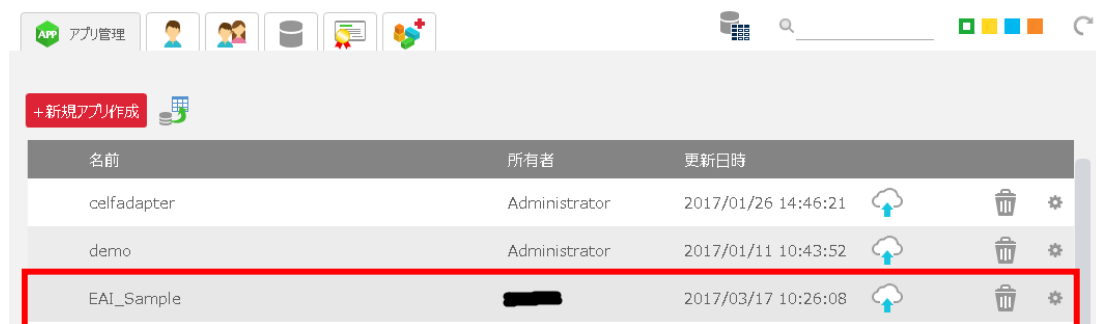 APP アプリ管理
+新規アプリ作成
名前 所有者 更新日時
celfadapter Administrator 2017/01/26 14:46:21
demo Administrator 2017/01/11 10:43:52
EAI_Sample 2017/03/17 10:26:08